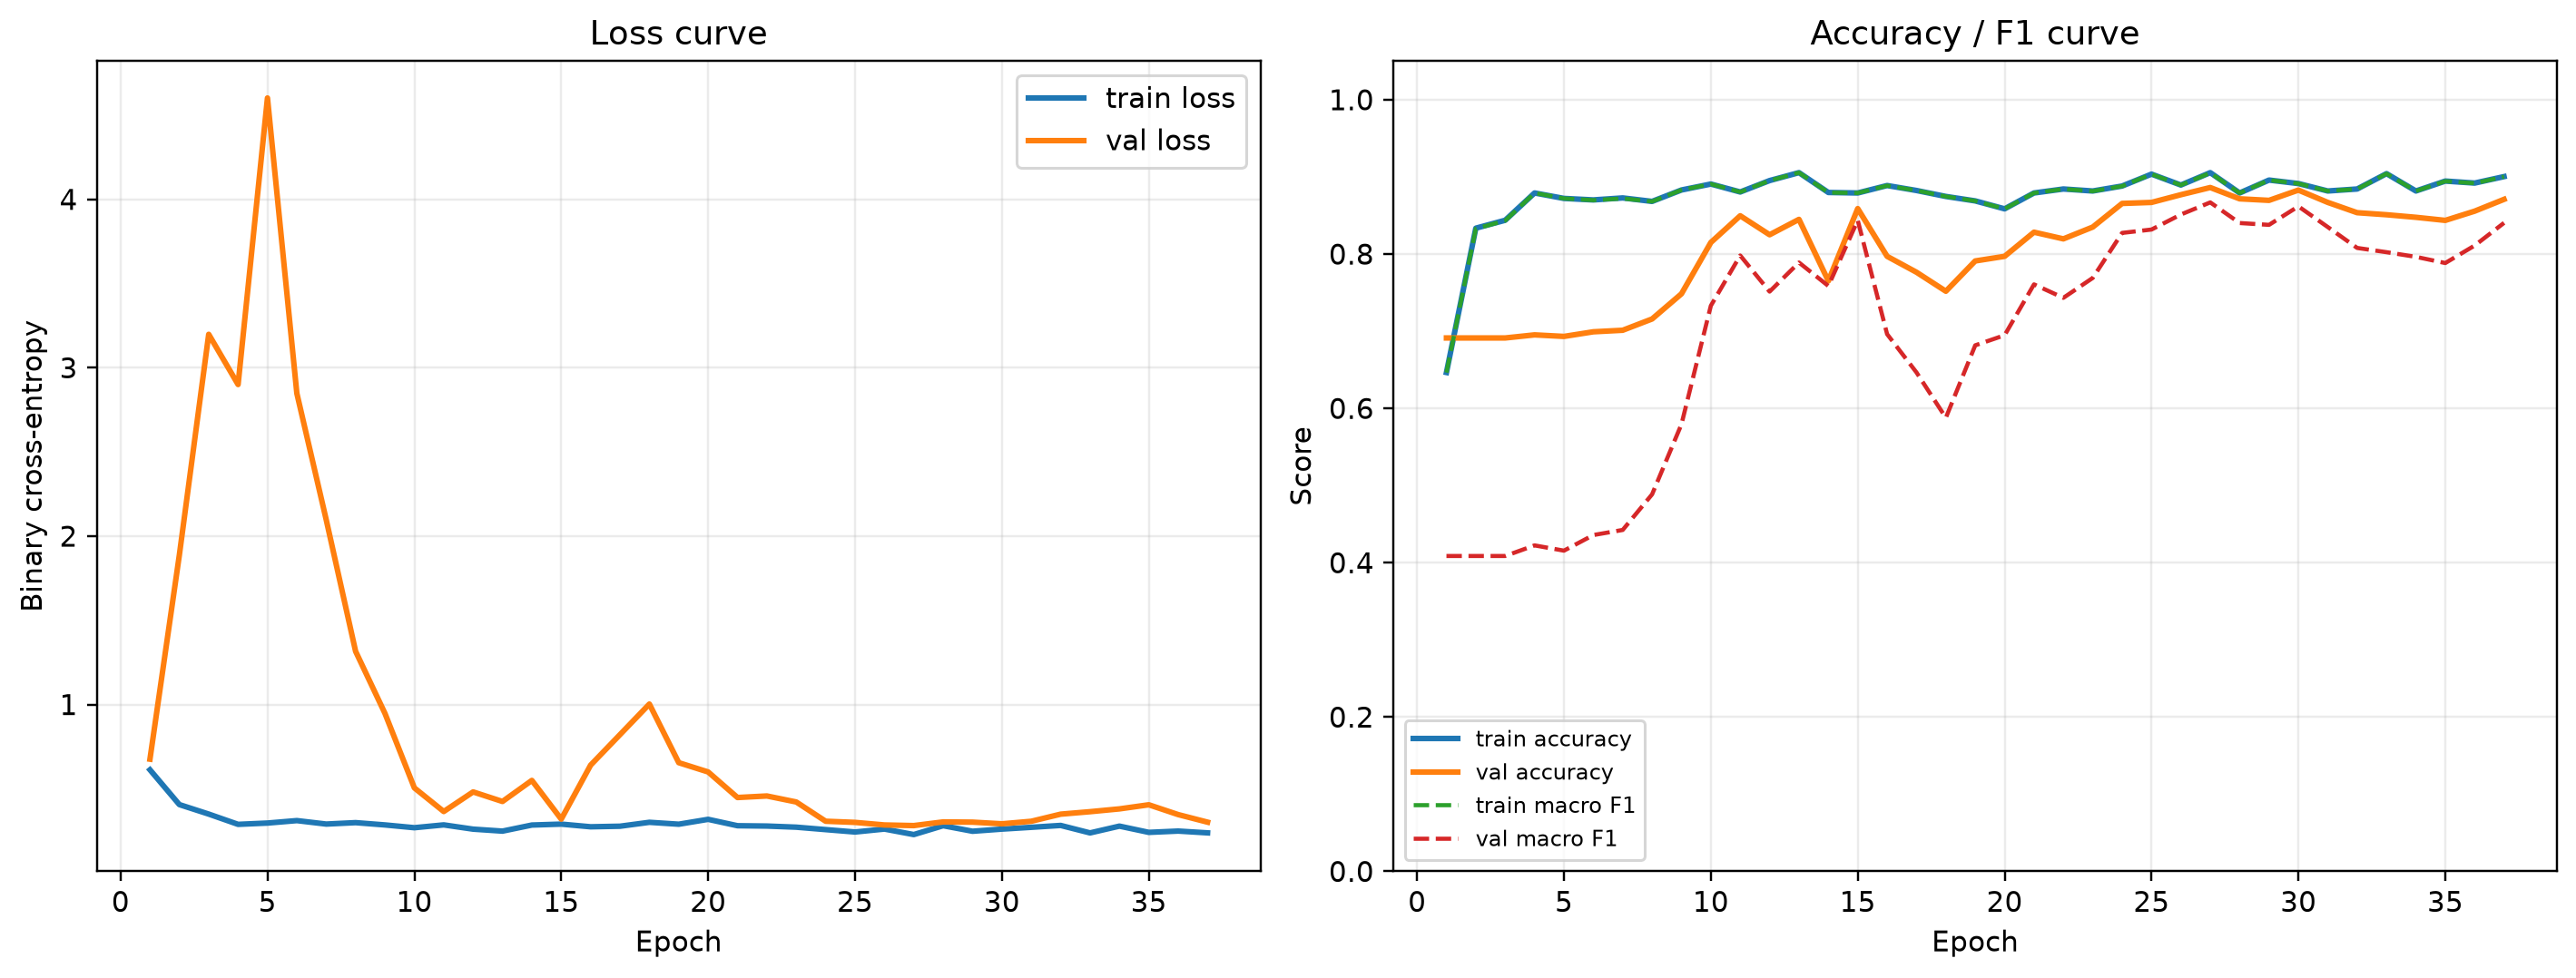 Loss curve
train loss
val loss
4
3
2
1
Binary cross-entropy
0 5 10 15 20 25 30 35
Epoch
Accuracy / F1 curve
1.0
0.8
0.6
0.4
0.2
0.0
Score
train accuracy
val accuracy
train macro F1
val macro F1
0 5 10 15 20 25 30 35
Epoch